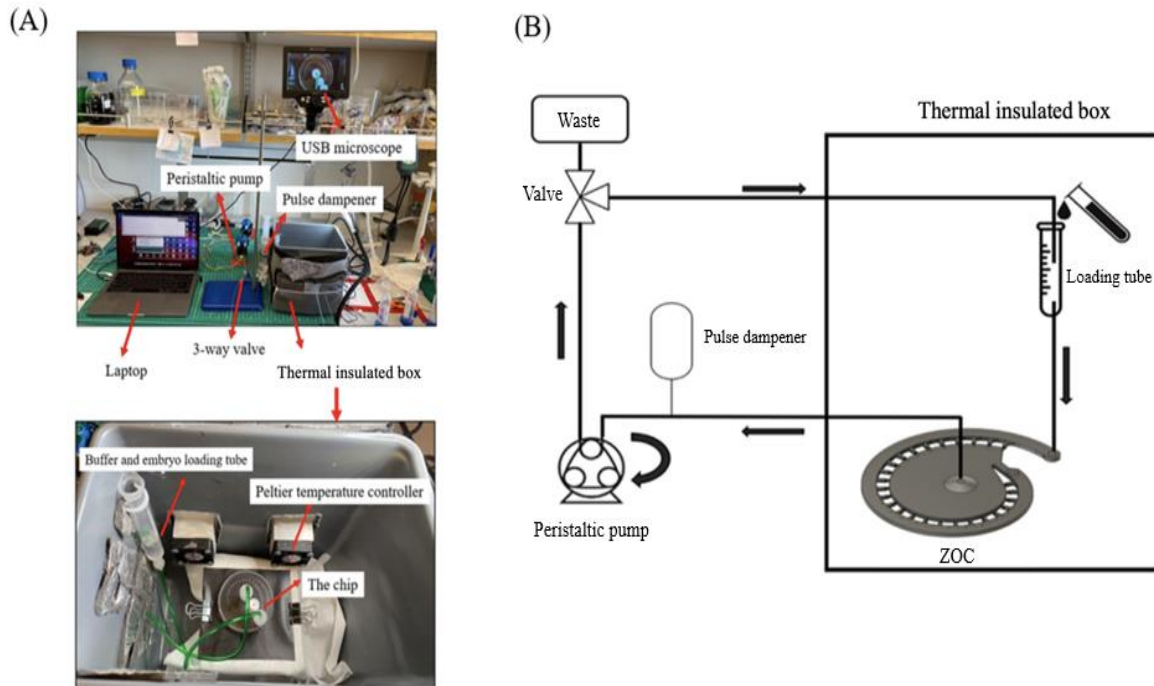 (A)
USB microscope
Peristaltic pump
Pulse dampener
3-way valve
Laptop
Thermal insulated box
Buffer and embryo loading tube
Peltier temperature controller
The chip
(B)
Thermal insulated box
Waste
Valve
Loading tube
Pulse dampener
Peristaltic pump
ZOC